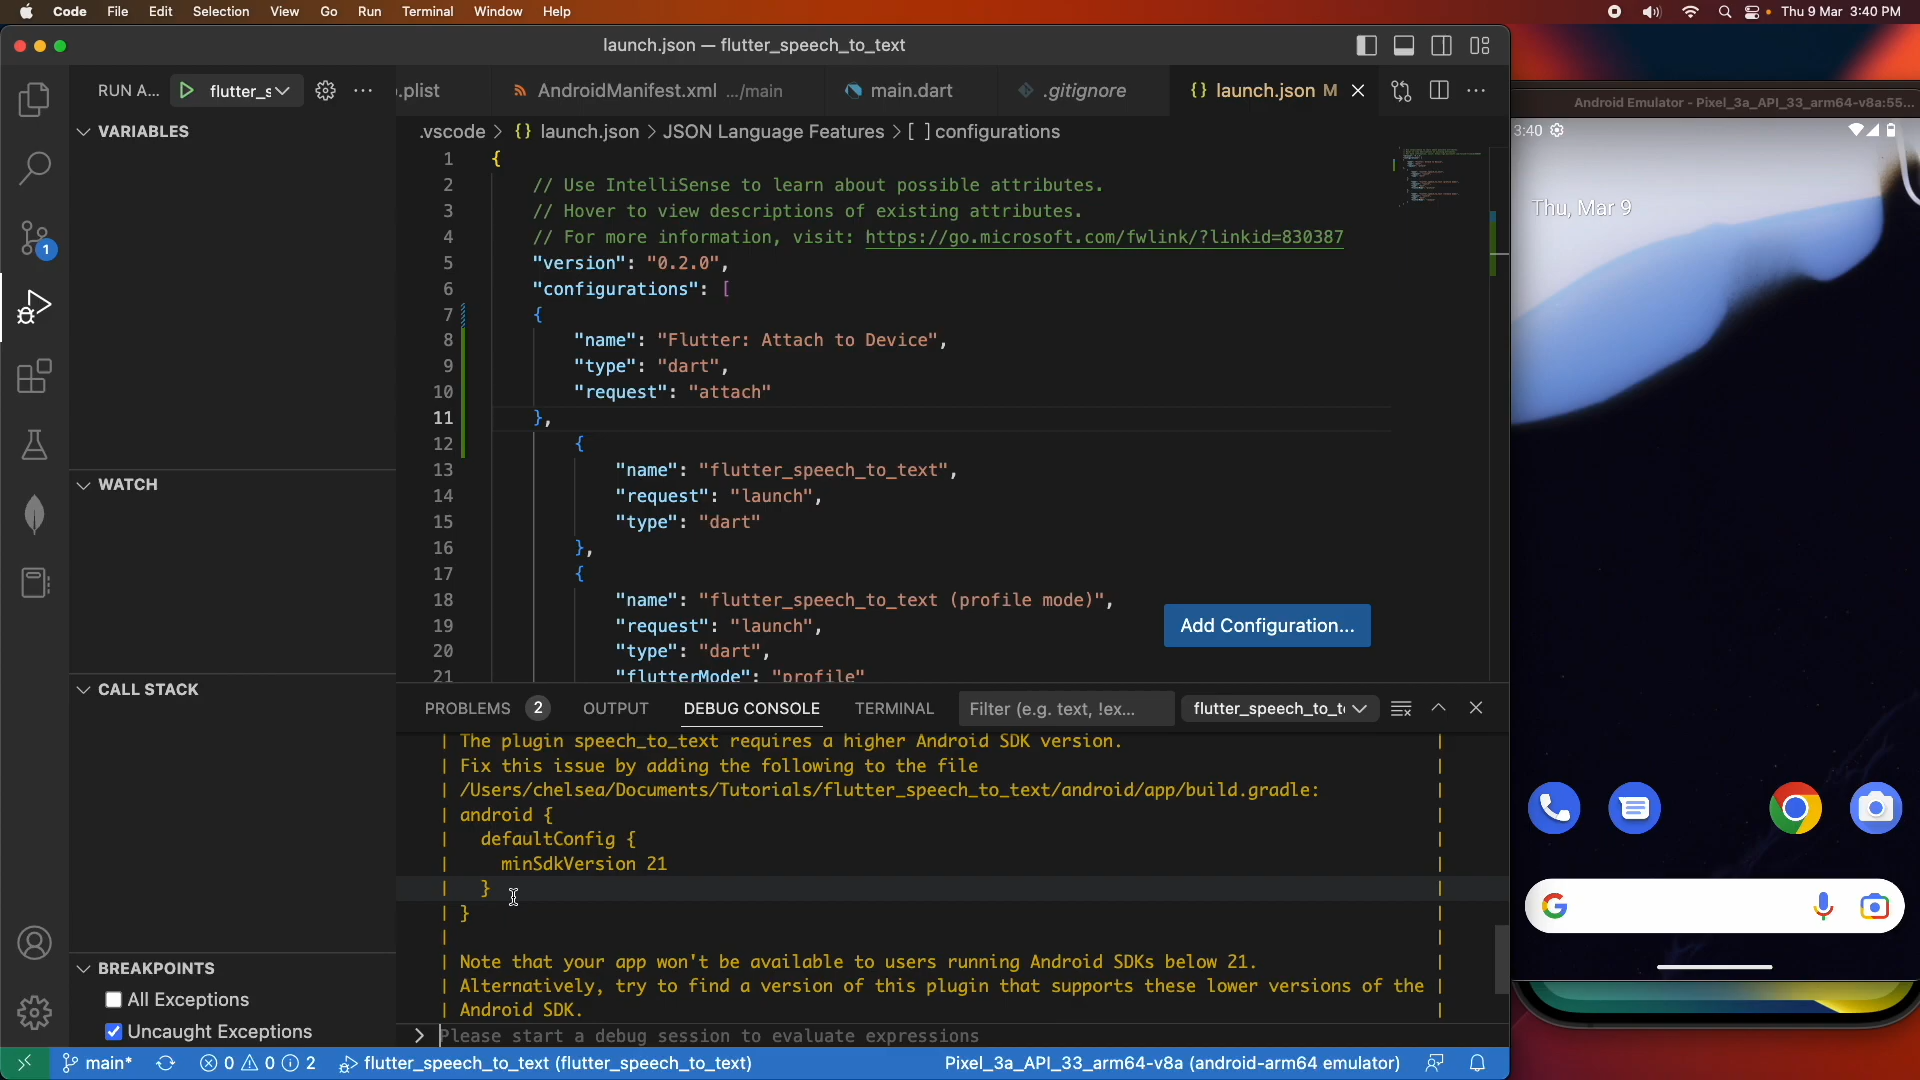 Code File Edit Selection View Go Run Terminal Window Help
Thu 9 Mar 3:40 PM
launch.json — flutter_speech_to_text
RUN A... flutter_s
.plist
AndroidManifest.xml .../main
main.dart
.gitignore
{} launch.json M
.vscode > {} launch.json > JSON Language Features > [ ] configurations
VARIABLES
WATCH
CALL STACK
BREAKPOINTS
All Exceptions
Uncaught Exceptions
1
1 {
2 // Use IntelliSense to learn about possible attributes.
3 // Hover to view descriptions of existing attributes.
4 // For more information, visit: https://go.microsoft.com/fwlink/?linkid=830387
5 "version": "0.2.0",
6 "configurations": [
7 {
8 "name": "Flutter: Attach to Device",
9 "type": "dart",
10 "request": "attach"
11 },
12 {
13 "name": "flutter_speech_to_text",
14 "request": "launch",
15 "type": "dart"
16 },
17 {
18 "name": "flutter_speech_to_text (profile mode)",
19 "request": "launch",
20 "type": "dart",
21 "flutterMode": "profile"
Add Configuration...
PROBLEMS 2 OUTPUT DEBUG CONSOLE TERMINAL Filter (e.g. text, !ex... flutter_speech_to_t
| The plugin speech_to_text requires a higher Android SDK version. |
| Fix this issue by adding the following to the file |
| /Users/chelsea/Documents/Tutorials/flutter_speech_to_text/android/app/build.gradle: |
| android { |
| defaultConfig { |
| minSdkVersion 21 |
| } |
| } |
| |
| Note that your app won't be available to users running Android SDKs below 21. |
| Alternatively, try to find a version of this plugin that supports these lower versions of the |
| Android SDK. |
> Please start a debug session to evaluate expressions
main* 0 0 2 flutter_speech_to_text (flutter_speech_to_text) Pixel_3a_API_33_arm64-v8a (android-arm64 emulator)
Android Emulator - Pixel_3a_API_33_arm64-v8a:55...
3:40
Thu, Mar 9